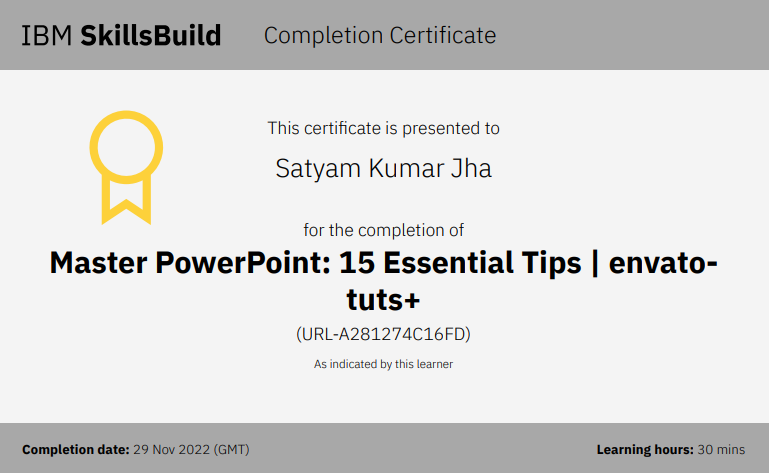 IBM SkillsBuild Completion Certificate
This certificate is presented to
Satyam Kumar Jha
for the completion of
Master PowerPoint: 15 Essential Tips | envato-
tuts+
(URL-A281274C16FD)
As indicated by this learner
Completion date: 29 Nov 2022 (GMT) Learning hours: 30 mins